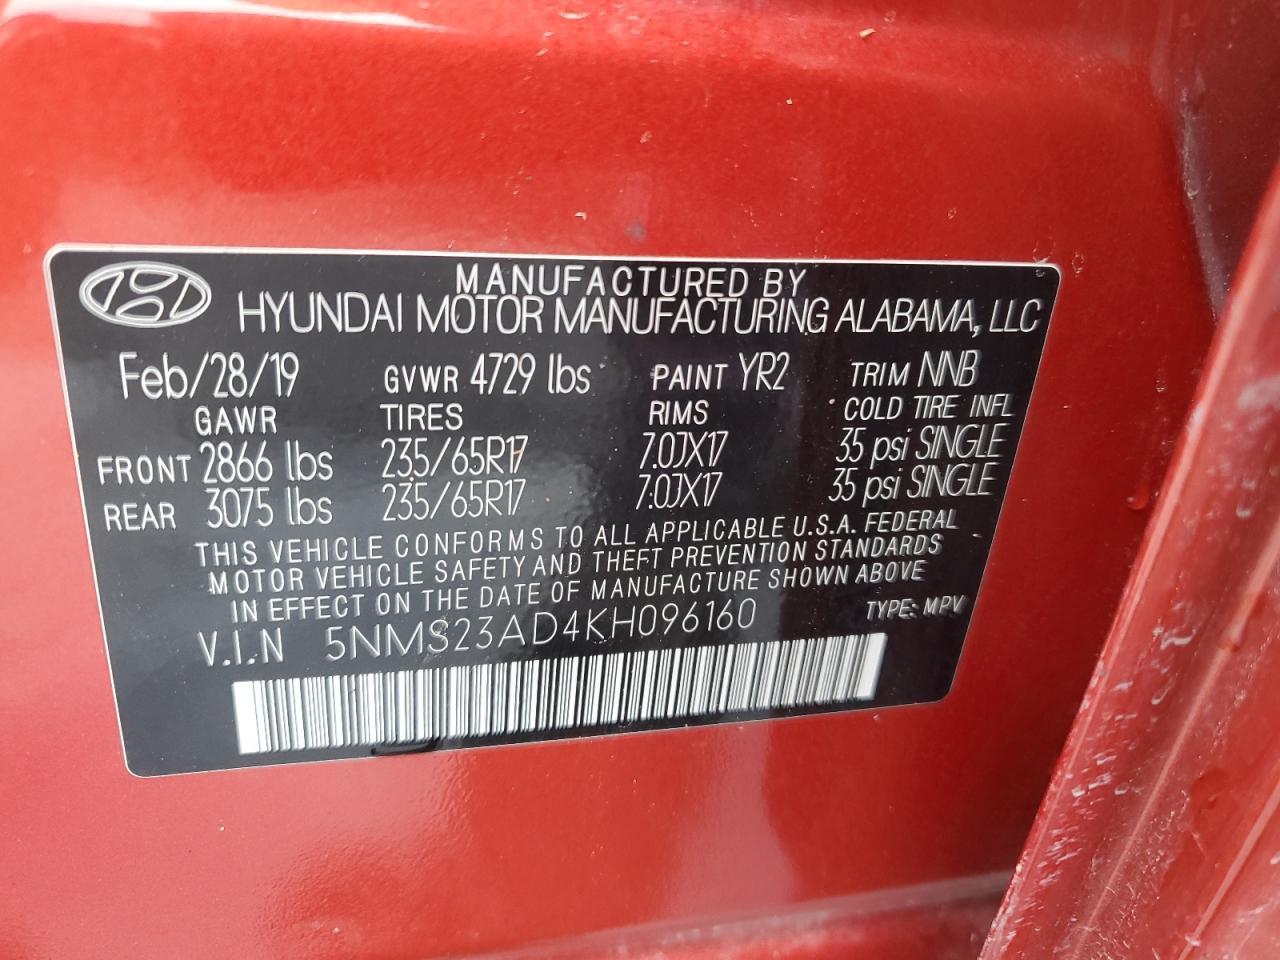 MANUFACTURED BY
HYUNDAI MOTOR MANUFACTURING ALABAMA, LLC
Feb/28/19 GVWR 4729 lbs PAINT YR2 TRIM NNB
GAWR TIRES RIMS COLD TIRE INFL
FRONT 2866 lbs 235/65R17 7.0JX17 35 psi SINGLE
REAR 3075 lbs 235/65R17 7.0JX17 35 psi SINGLE
THIS VEHICLE CONFORMS TO ALL APPLICABLE U.S.A. FEDERAL
MOTOR VEHICLE SAFETY AND THEFT PREVENTION STANDARDS
IN EFFECT ON THE DATE OF MANUFACTURE SHOWN ABOVE
V.I.N 5NMS23AD4KH096160 TYPE: MPV